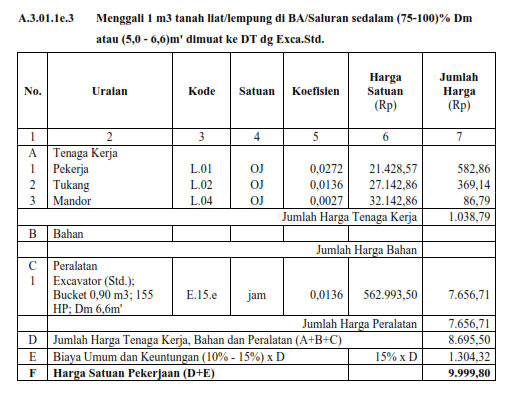 A.3.01.1e.3 Menggali 1 m3 tanah liat/lempung di BA/Saluran sedalam (75-100)% Dm
atau (5,0 - 6,6)m' dimuat ke DT dg Exca.Std.
No. Uraian Kode Satuan Koefisien Harga Satuan (Rp) Jumlah Harga (Rp)
1 2 3 4 5 6 7
A Tenaga Kerja
1 Pekerja L.01 OJ 0,0272 21.428,57 582,86
2 Tukang L.02 OJ 0,0136 27.142,86 369,14
3 Mandor L.04 OJ 0,0027 32.142,86 86,79
Jumlah Harga Tenaga Kerja 1.038,79
B Bahan
Jumlah Harga Bahan
C Peralatan
1 Excavator (Std.);
Bucket 0,90 m3; 155 E.15.e jam 0,0136 562.993,50 7.656,71
HP; Dm 6,6m'
Jumlah Harga Peralatan 7.656,71
D Jumlah Harga Tenaga Kerja, Bahan dan Peralatan (A+B+C) 8.695,50
E Biaya Umum dan Keuntungan (10% - 15%) x D 15% x D 1.304,32
F Harga Satuan Pekerjaan (D+E) 9.999,80